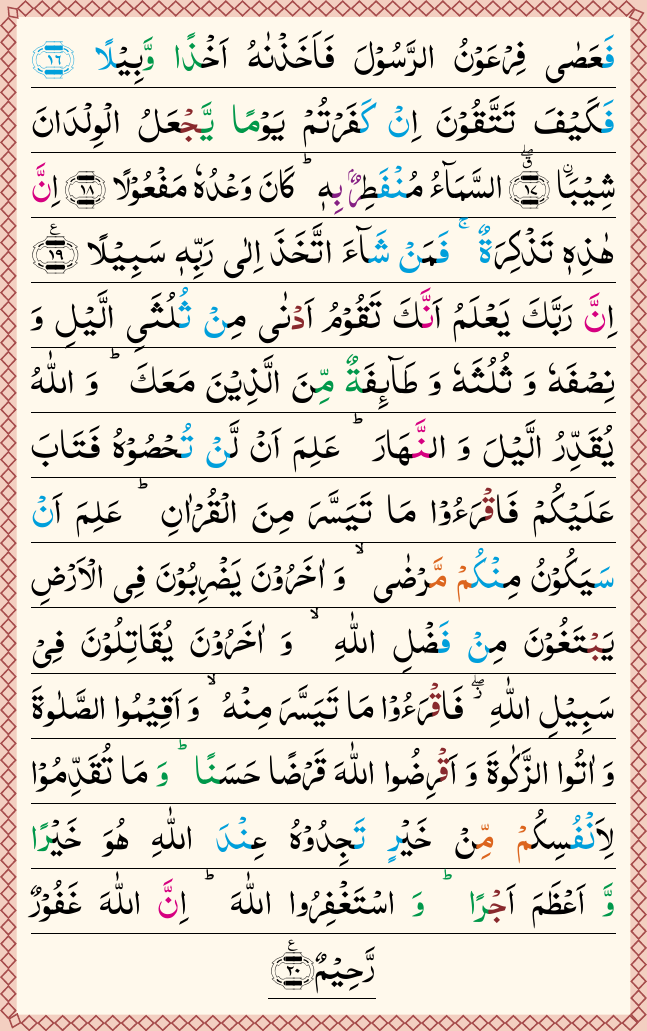 فَعَصٰى فِرۡعَوۡنُ الرَّسُوۡلَ فَاَخَذۡنٰهُ اَخۡذًا وَّبِيۡلًا ﴿۱۶﴾
فَكَيۡفَ تَتَّقُوۡنَ اِنۡ كَفَرۡتُمۡ يَوۡمًا يَّجۡعَلُ الۡوِلۡدَانَ
شِيۡبَاۨ ﴿۱۷﴾ۖق السَّمَآءُ مُنۡفَطِرٌۢ بِهٖ‌ؕ كَانَ وَعۡدُهٗ مَفۡعُوۡلًا ﴿۱۸﴾ اِنَّ
هٰذِهٖ تَذۡكِرَةٌ‌ ۚ فَمَنۡ شَآءَ اتَّخَذَ اِلٰى رَبِّهٖ سَبِيۡلًا ﴿۱۹﴾ع
اِنَّ رَبَّكَ يَعۡلَمُ اَنَّكَ تَقُوۡمُ اَدۡنٰى مِنۡ ثُلُثَىِ الَّيۡلِ وَ
نِصۡفَهٗ وَ ثُلُثَهٗ وَ طَآٮِٕفَةٌ مِّنَ الَّذِيۡنَ مَعَكَ‌ ؕ وَ اللّٰهُ
يُقَدِّرُ الَّيۡلَ وَ النَّهَارَ‌ ؕ عَلِمَ اَنۡ لَّنۡ تُحۡصُوۡهُ فَتَابَ
عَلَيۡكُمۡ‌ فَاقۡرَءُوۡا مَا تَيَسَّرَ مِنَ الۡقُرۡاٰنِ‌ ؕ عَلِمَ اَنۡ
سَيَكُوۡنُ مِنۡكُمۡ مَّرۡضٰى‌ ۙ وَ اٰخَرُوۡنَ يَضۡرِبُوۡنَ فِى الۡاَرۡضِ
يَبۡتَغُوۡنَ مِنۡ فَضۡلِ اللّٰهِ‌ ۙ وَ اٰخَرُوۡنَ يُقَاتِلُوۡنَ فِىۡ
سَبِيۡلِ اللّٰهِ ‌ۖز فَاقۡرَءُوۡا مَا تَيَسَّرَ مِنۡهُ‌ ۙ وَ اَقِيۡمُوا الصَّلٰوةَ
وَ اٰتُوا الزَّكٰوةَ وَ اَقۡرِضُوا اللّٰهَ قَرۡضًا حَسَنًا‌ ؕ وَ مَا تُقَدِّمُوۡا
لِاَنۡفُسِكُمۡ مِّنۡ خَيۡرٍ تَجِدُوۡهُ عِنۡدَ اللّٰهِ هُوَ خَيۡرًا
وَّ اَعۡظَمَ اَجۡرًا‌ ؕ وَ اسۡتَغۡفِرُوا اللّٰهَ‌ ؕ اِنَّ اللّٰهَ غَفُوۡرٌ
رَّحِيۡمٌ ﴿۲۰﴾ع